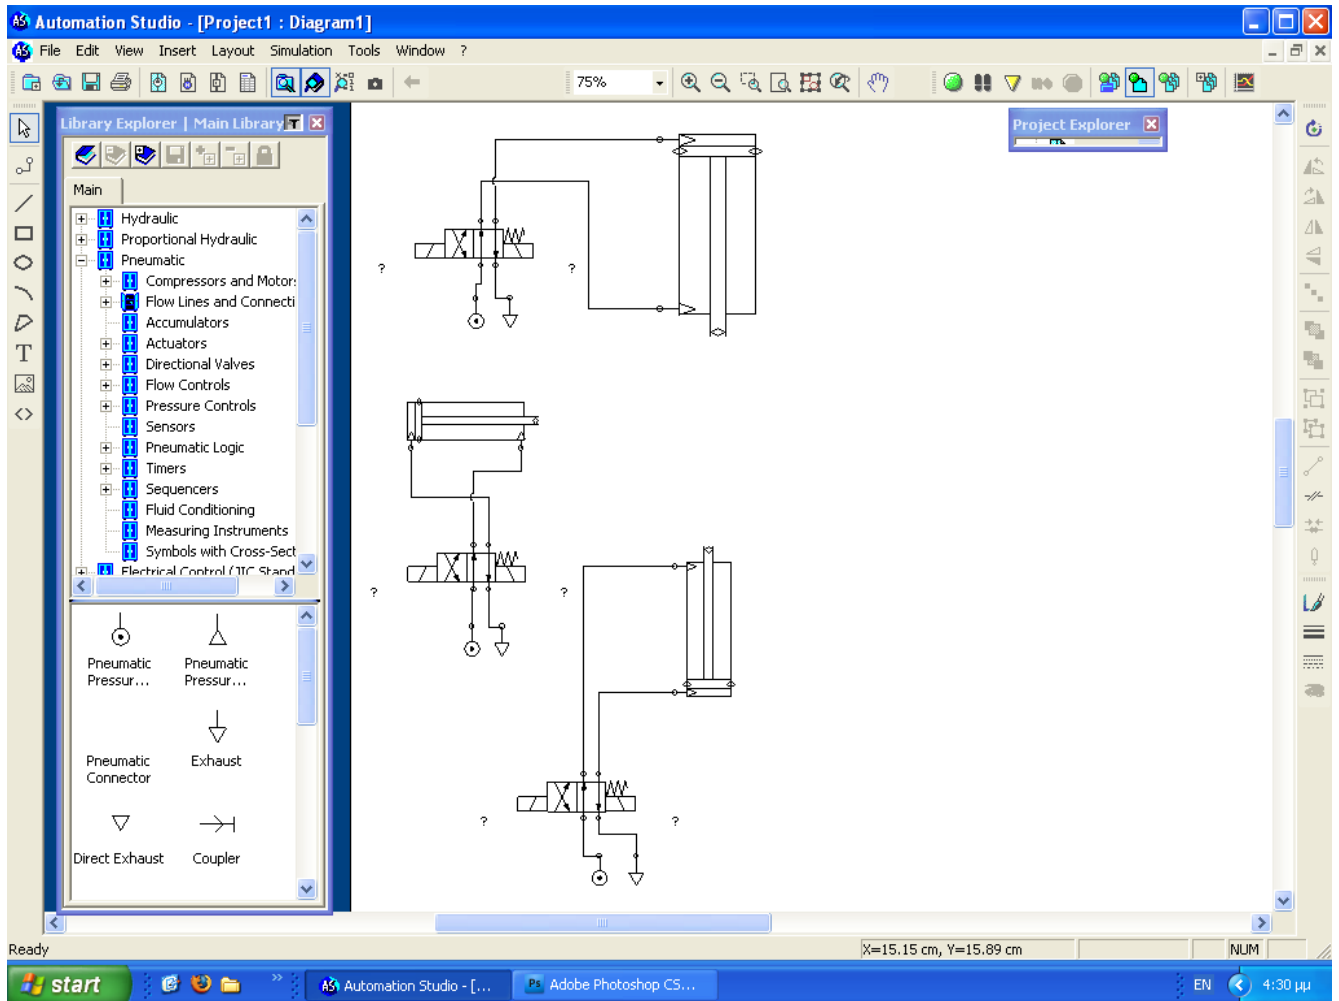 Automation Studio - [Project1 : Diagram1]
File Edit View Insert Layout Simulation Tools Window ?
75%
Library Explorer | Main Library
Main
Hydraulic
Proportional Hydraulic
Pneumatic
Compressors and Motor:
Flow Lines and Connecti
Accumulators
Actuators
Directional Valves
Flow Controls
Pressure Controls
Sensors
Pneumatic Logic
Timers
Sequencers
Fluid Conditioning
Measuring Instruments
Symbols with Cross-Sect
Electrical Control (JIC Stand
Pneumatic
Pressur...
Pneumatic
Pressur...
Pneumatic
Connector
Exhaust
Direct Exhaust
Coupler
Project Explorer
? ?
? ?
? ?
Ready
X=15.15 cm, Y=15.89 cm
NUM
start
Automation Studio - [...
Adobe Photoshop CS...
EN
4:30 μμ